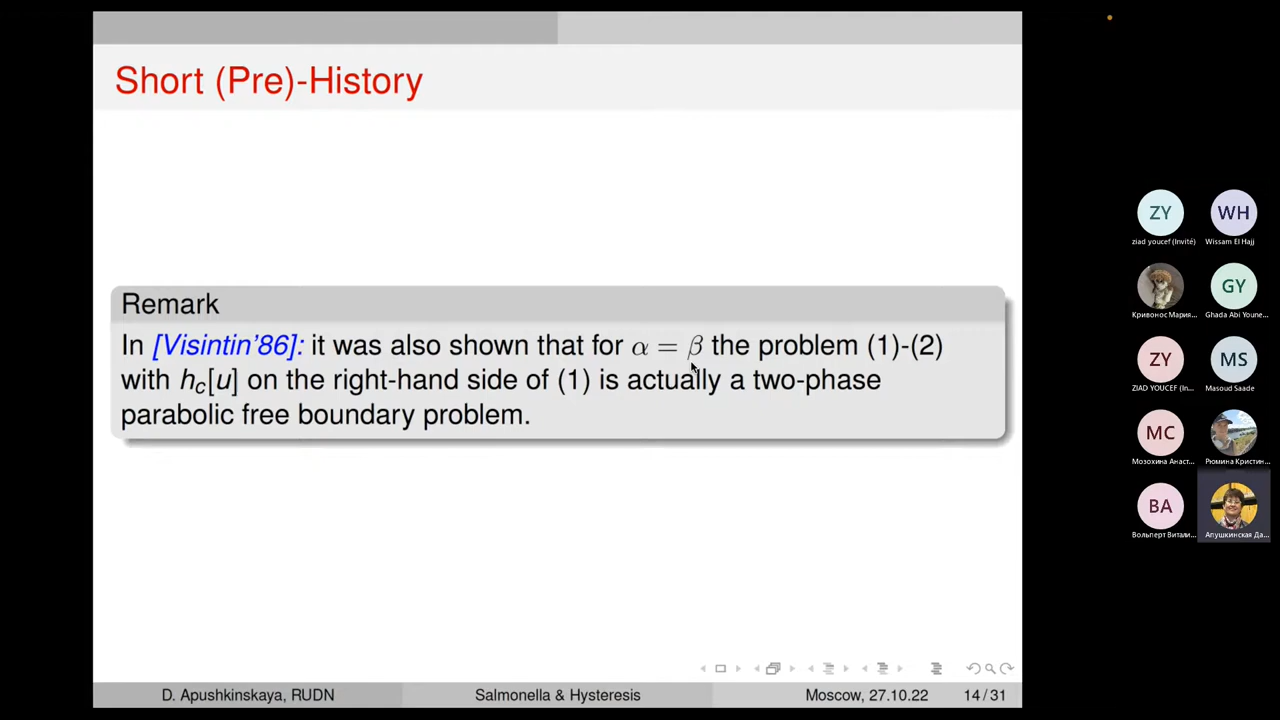 Short (Pre)-History
Remark
In [Visintin'86]: it was also shown that for α = β the problem (1)-(2)
with h_c[u] on the right-hand side of (1) is actually a two-phase
parabolic free boundary problem.
D. Apushkinskaya, RUDN
Salmonella & Hysteresis
Moscow, 27.10.22
14 / 31
ZY
WH
ziad youcef (Invité)
Wissam El Hajj
GY
Кривонос Мария...
Ghada Abi Youne...
ZY
MS
ZIAD YOUCEF (In...
Masoud Saade
MC
Мозохина Анаст...
Рюмина Кристин...
BA
Вольперт Витали...
Апушкинская Да...